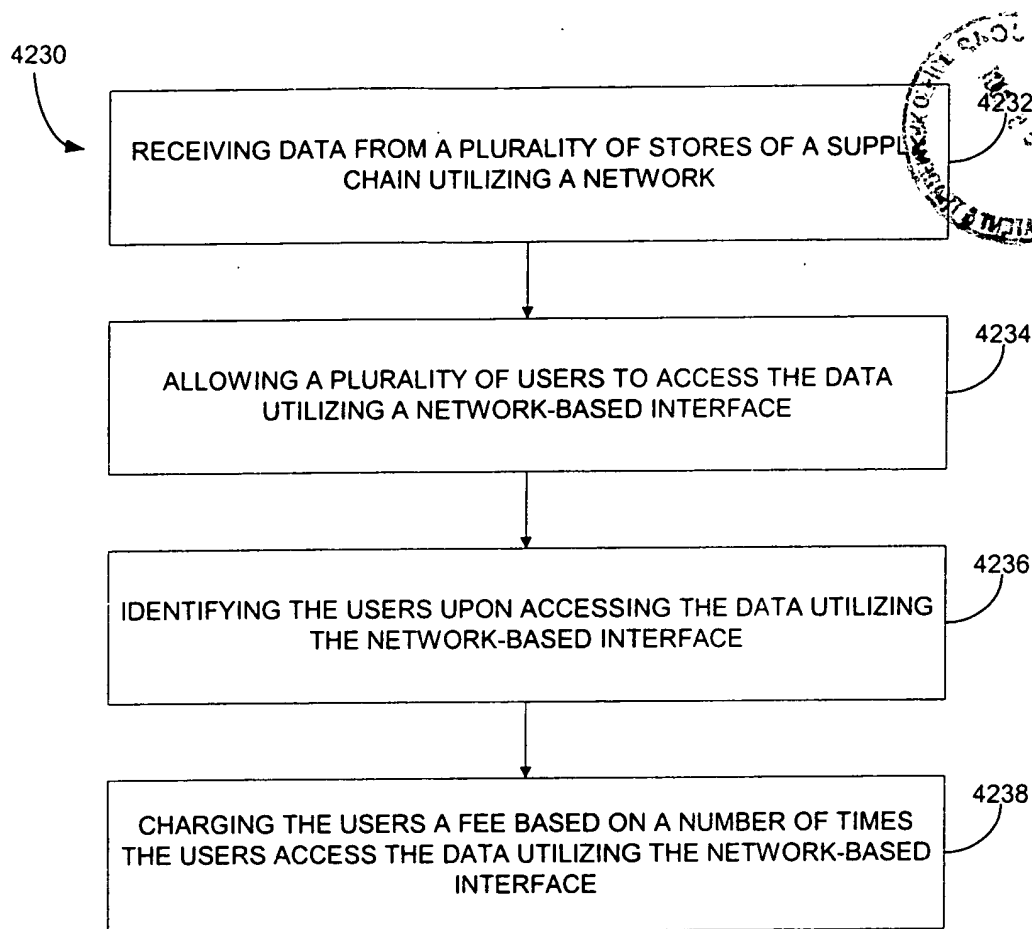 4230
4232
RECEIVING DATA FROM A PLURALITY OF STORES OF A SUPPLY
CHAIN UTILIZING A NETWORK
4234
ALLOWING A PLURALITY OF USERS TO ACCESS THE DATA
UTILIZING A NETWORK-BASED INTERFACE
4236
IDENTIFYING THE USERS UPON ACCESSING THE DATA UTILIZING
THE NETWORK-BASED INTERFACE
4238
CHARGING THE USERS A FEE BASED ON A NUMBER OF TIMES
THE USERS ACCESS THE DATA UTILIZING THE NETWORK-BASED
INTERFACE